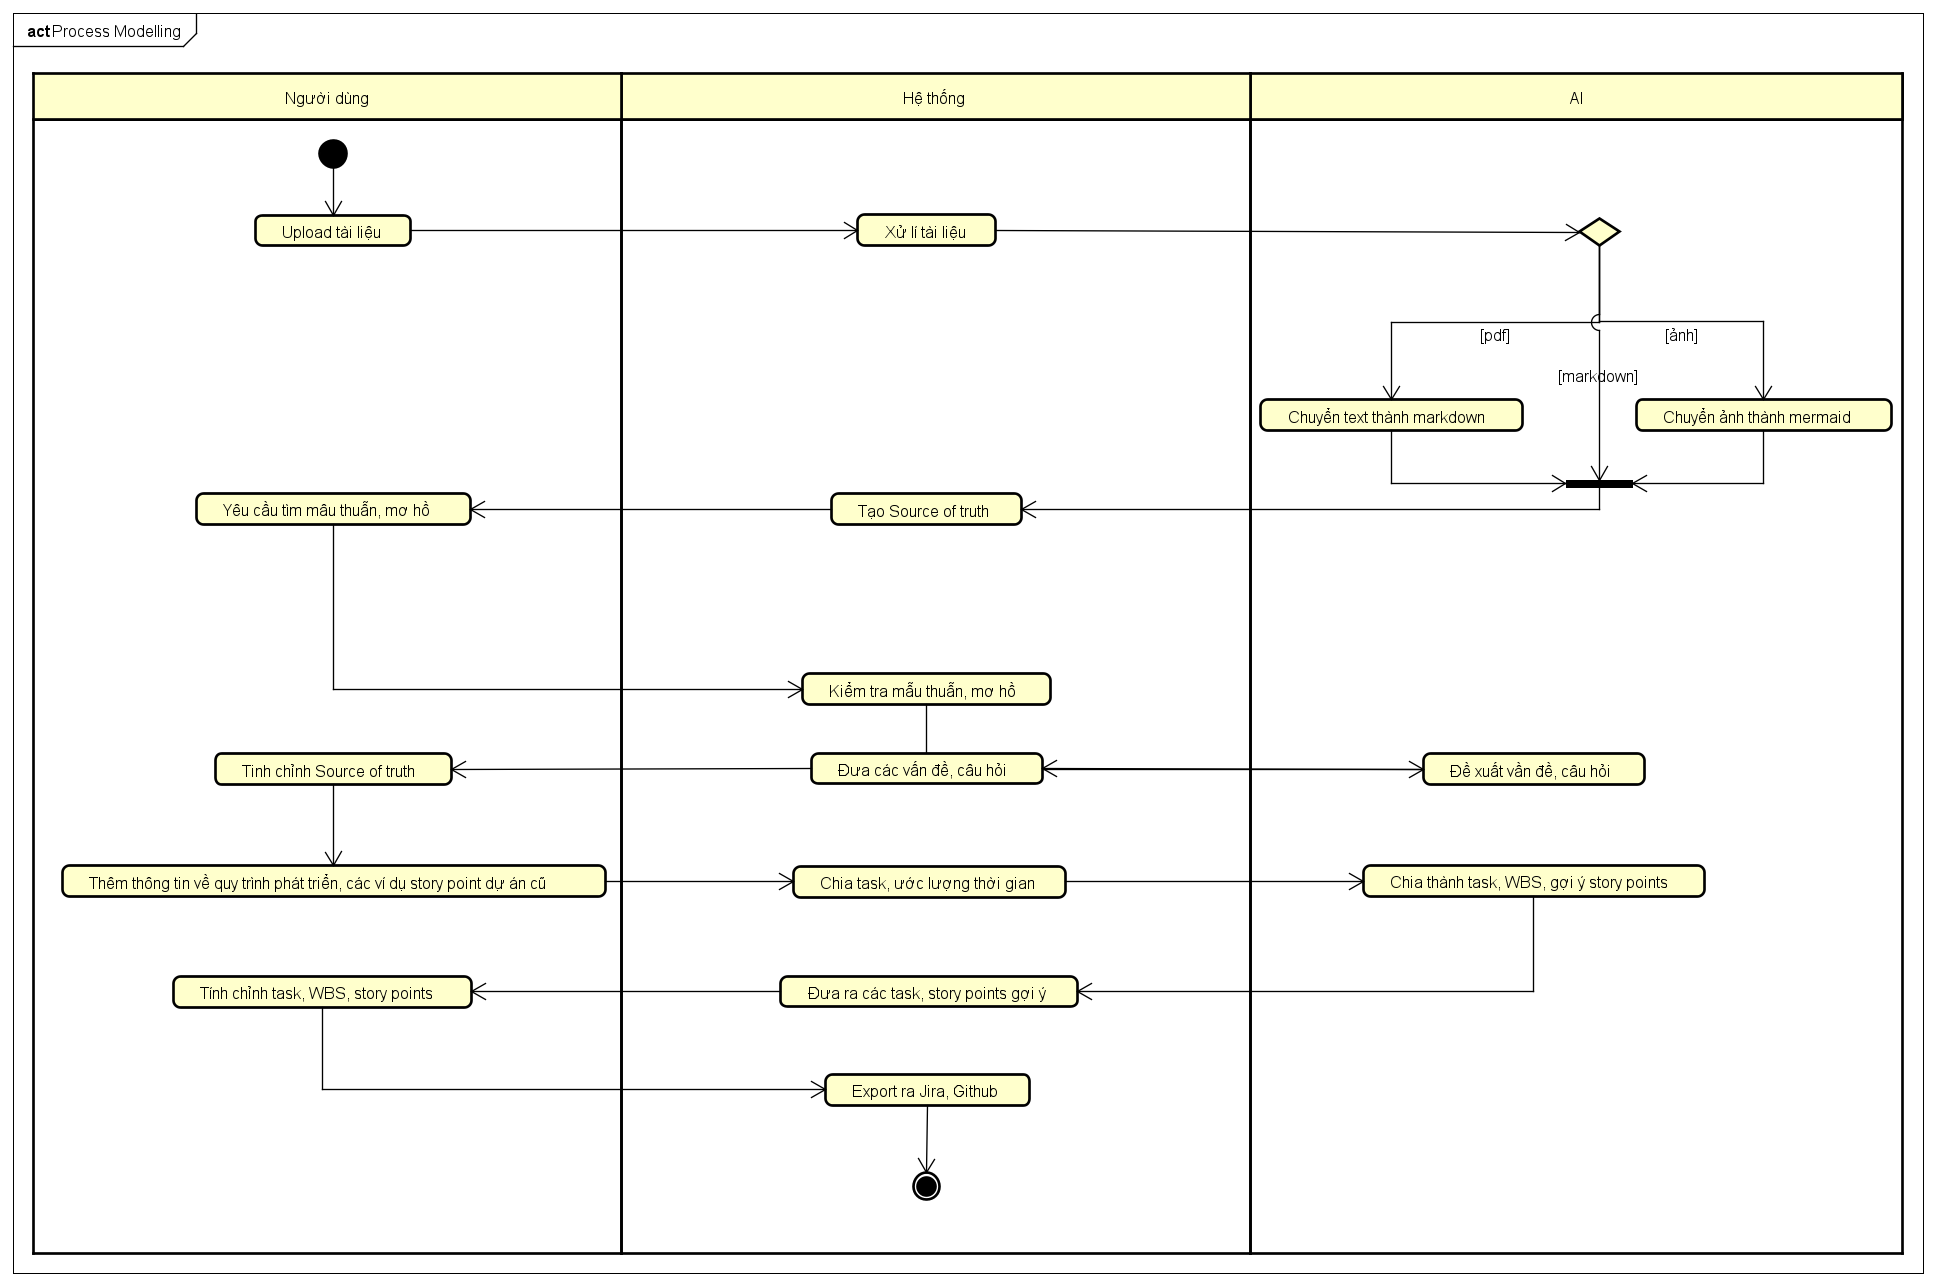 act Process Modelling
Người dùng
Hệ thống
AI
Upload tài liệu
Xử lí tài liệu
[pdf]
[ảnh]
[markdown]
Chuyển text thành markdown
Chuyển ảnh thành mermaid
Yêu cầu tìm mâu thuẫn, mơ hồ
Tạo Source of truth
Kiểm tra mẫu thuẫn, mơ hồ
Tinh chỉnh Source of truth
Đưa các vấn đề, câu hỏi
Đề xuất vần đề, câu hỏi
Thêm thông tin về quy trình phát triển, các ví dụ story point dự án cũ
Chia task, ước lượng thời gian
Chia thành task, WBS, gợi ý story points
Tính chỉnh task, WBS, story points
Đưa ra các task, story points gợi ý
Export ra Jira, Github